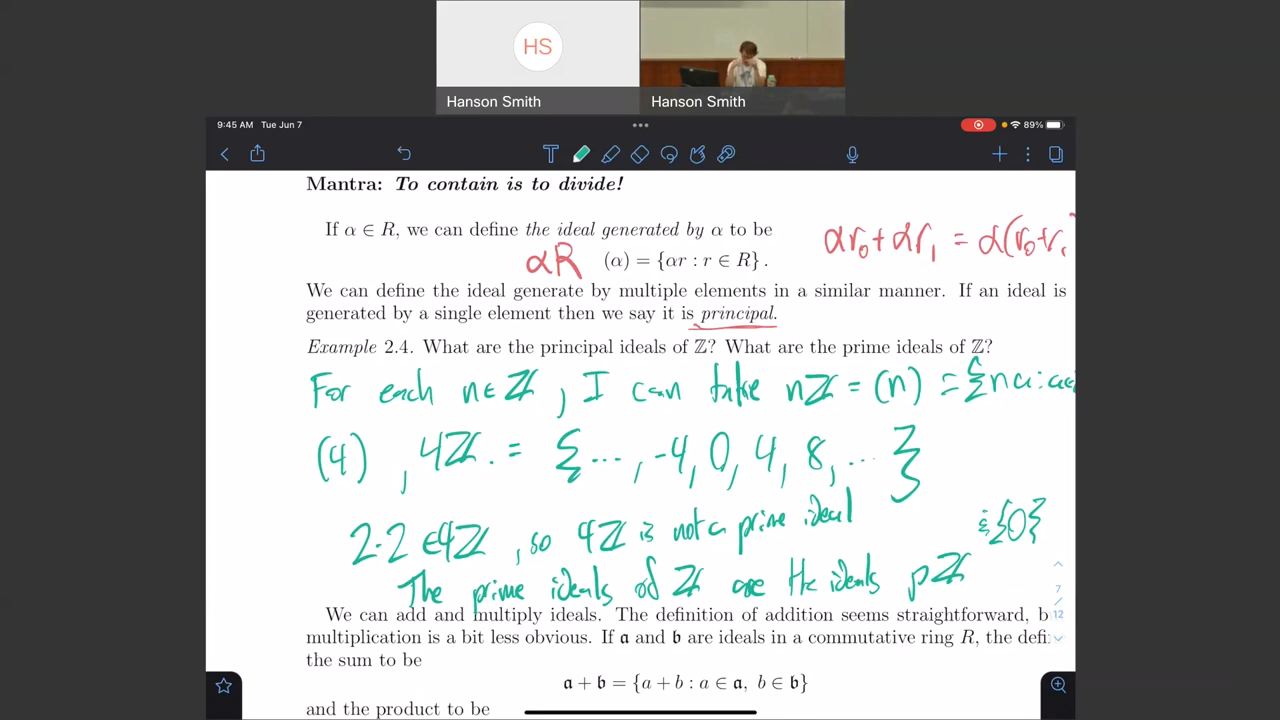 HS
Hanson Smith
Hanson Smith
9:45 AM Tue Jun 7
89%
Mantra: To contain is to divide!
If α ∈ R, we can define the ideal generated by α to be
αr₀ + αr₁ = α(r₀+r₁
αR (α) = {αr : r ∈ R}.
We can define the ideal generate by multiple elements in a similar manner. If an ideal is
generated by a single element then we say it is principal.
Example 2.4. What are the principal ideals of ℤ? What are the prime ideals of ℤ?
For each n∈ℤ, I can take nℤ = (n) = {na : a∈
(4), 4ℤ. = {..., -4, 0, 4, 8, ... }
2·2 ∈ 4ℤ, so 4ℤ is not a prime ideal
{0}
The prime ideals of ℤ are the ideals pℤ
We can add and multiply ideals. The definition of addition seems straightforward, b
multiplication is a bit less obvious. If 𝔞 and 𝔟 are ideals in a commutative ring R, the defi
the sum to be
𝔞 + 𝔟 = {a + b : a ∈ 𝔞, b ∈ 𝔟}
and the product to be
7
/
12